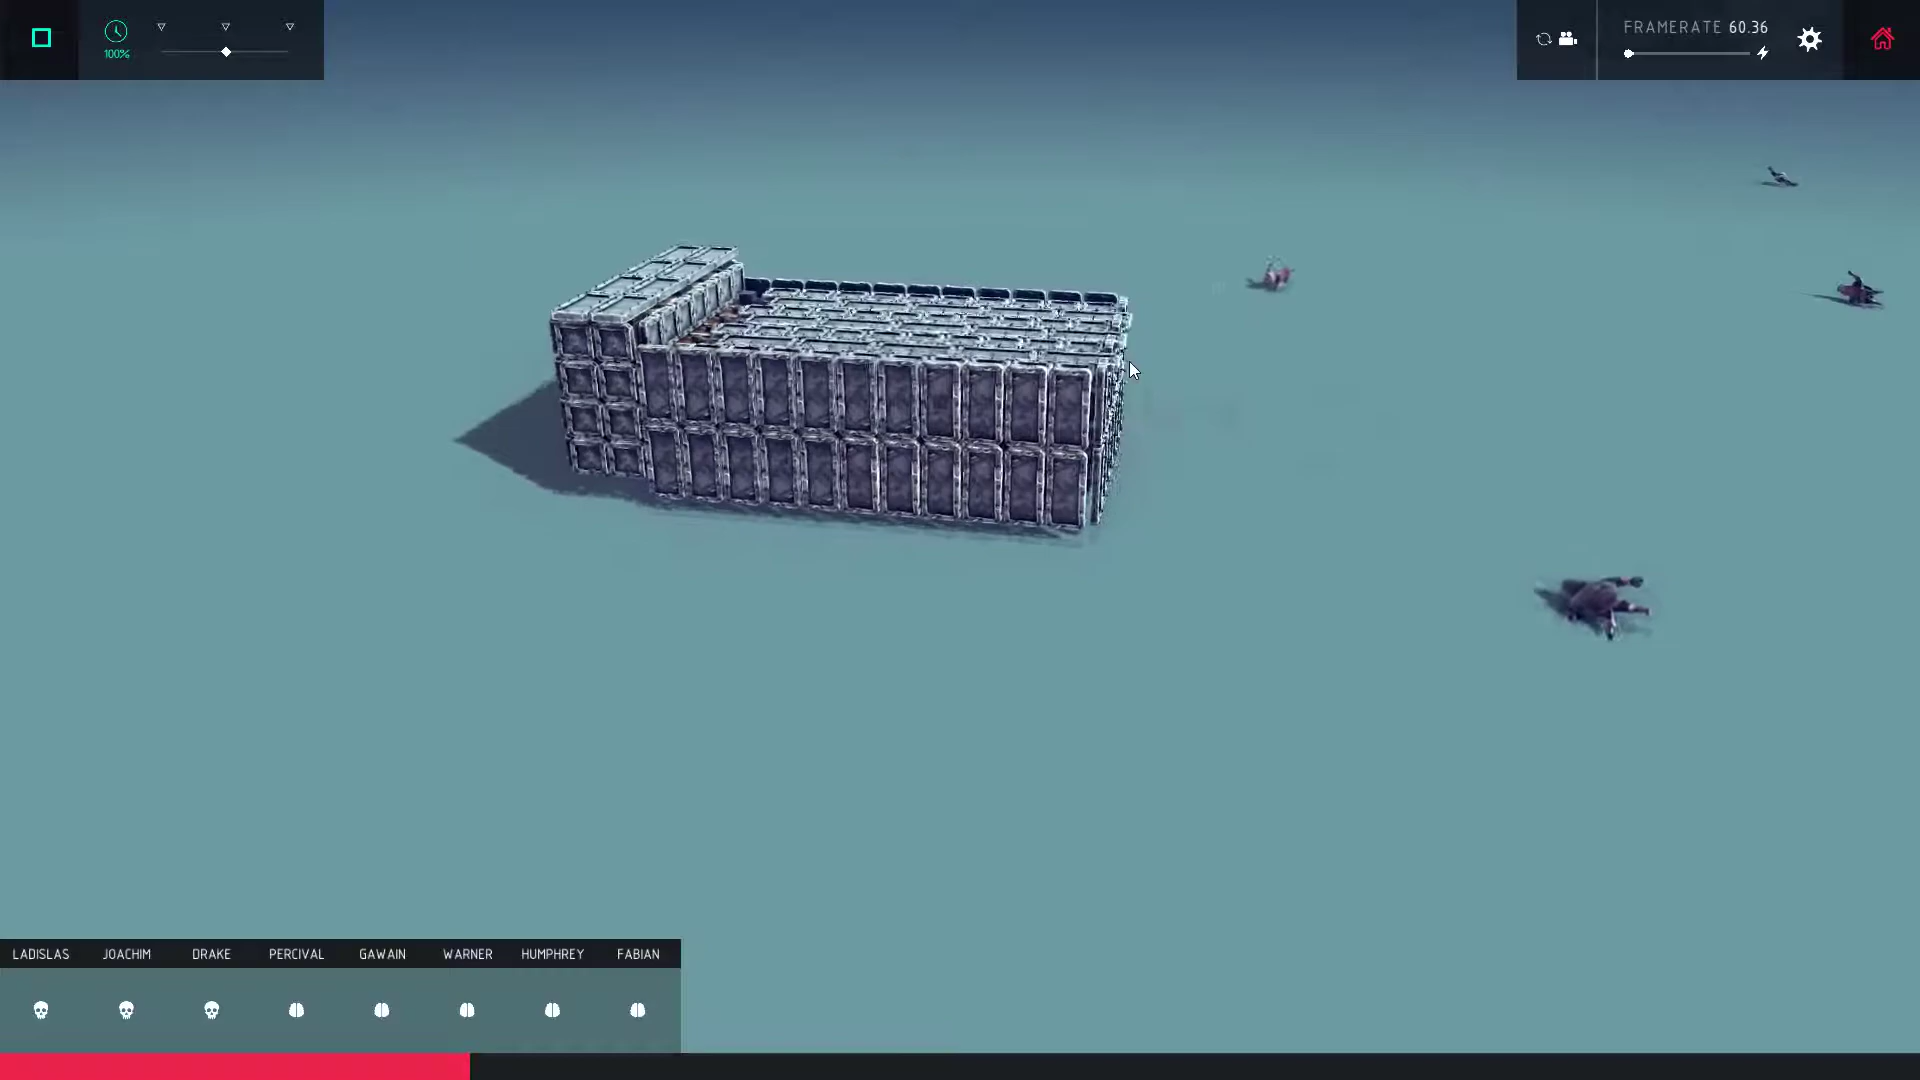 100%
FRAMERATE 60.36
LADISLAS JOACHIM DRAKE PERCIVAL GAWAIN WARNER HUMPHREY FABIAN